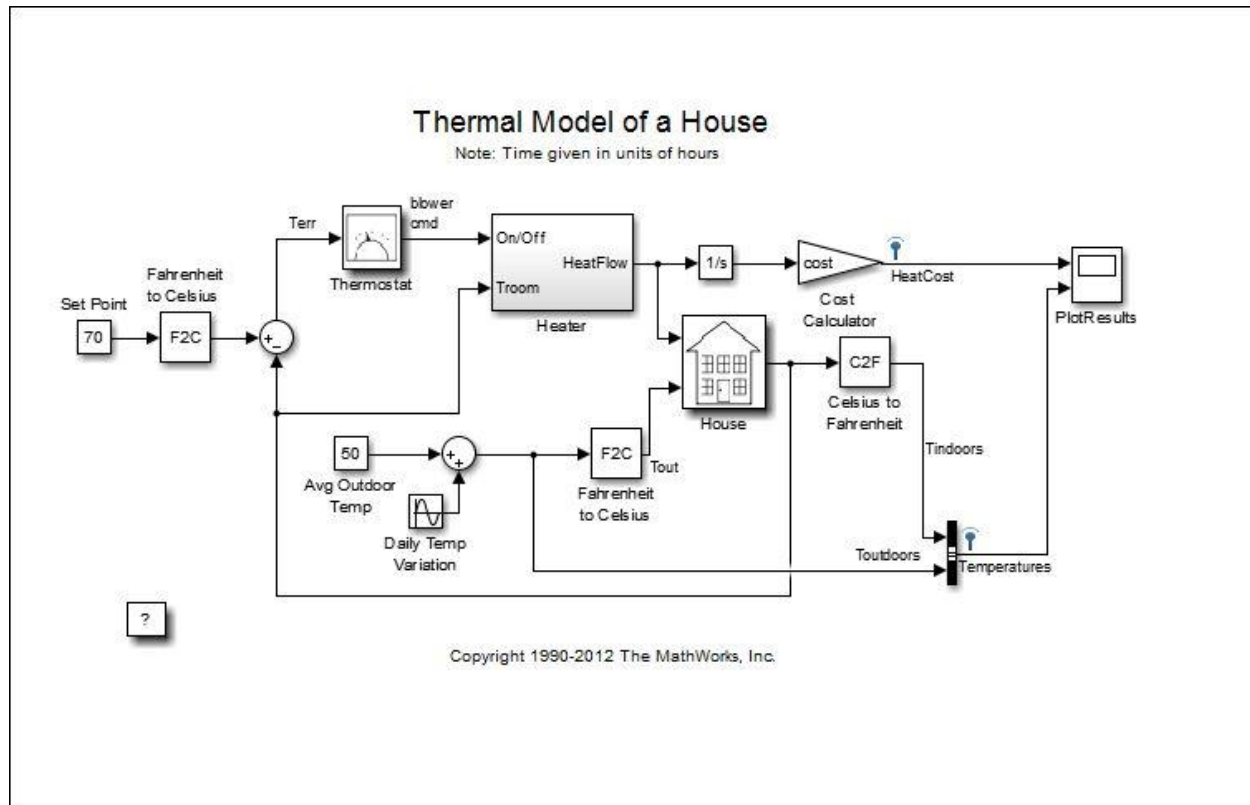 Thermal Model of a House
Note: Time given in units of hours
blower
cmd
Terr
On/Off
HeatFlow
Troom
Heater
Thermostat
1/s
cost
HeatCost
Cost
Calculator
PlotResults
Fahrenheit
to Celsius
Set Point
70
F2C
+
−
House
C2F
Celsius to
Fahrenheit
Tindoors
50
Avg Outdoor
Temp
+
+
Daily Temp
Variation
F2C
Tout
Fahrenheit
to Celsius
Toutdoors
Temperatures
?
Copyright 1990-2012 The MathWorks, Inc.